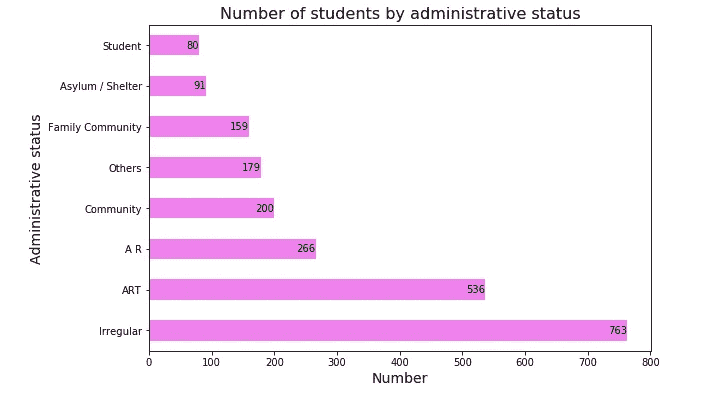 Number of students by administrative status
Administrative status
Student 80
Asylum / Shelter 91
Family Community 159
Others 179
Community 200
A R 266
ART 536
Irregular 763
0 100 200 300 400 500 600 700 800
Number